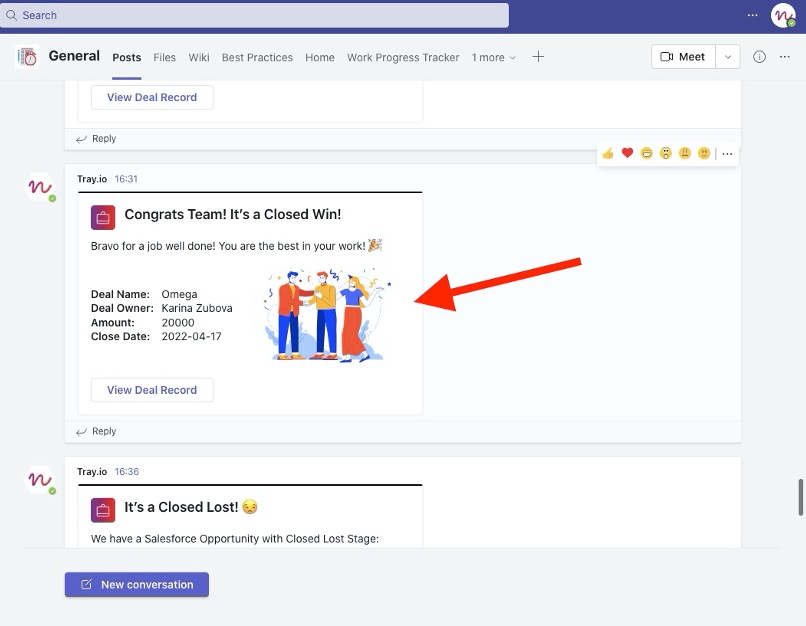 Search
General Posts Files Wiki Best Practices Home Work Progress Tracker 1 more Meet
View Deal Record
Reply
Tray.io 16:31
Congrats Team! It's a Closed Win!
Bravo for a job well done! You are the best in your work! 🎉
Deal Name: Omega
Deal Owner: Karina Zubova
Amount: 20000
Close Date: 2022-04-17
View Deal Record
Reply
Tray.io 16:36
It's a Closed Lost! 😒
We have a Salesforce Opportunity with Closed Lost Stage:
New conversation